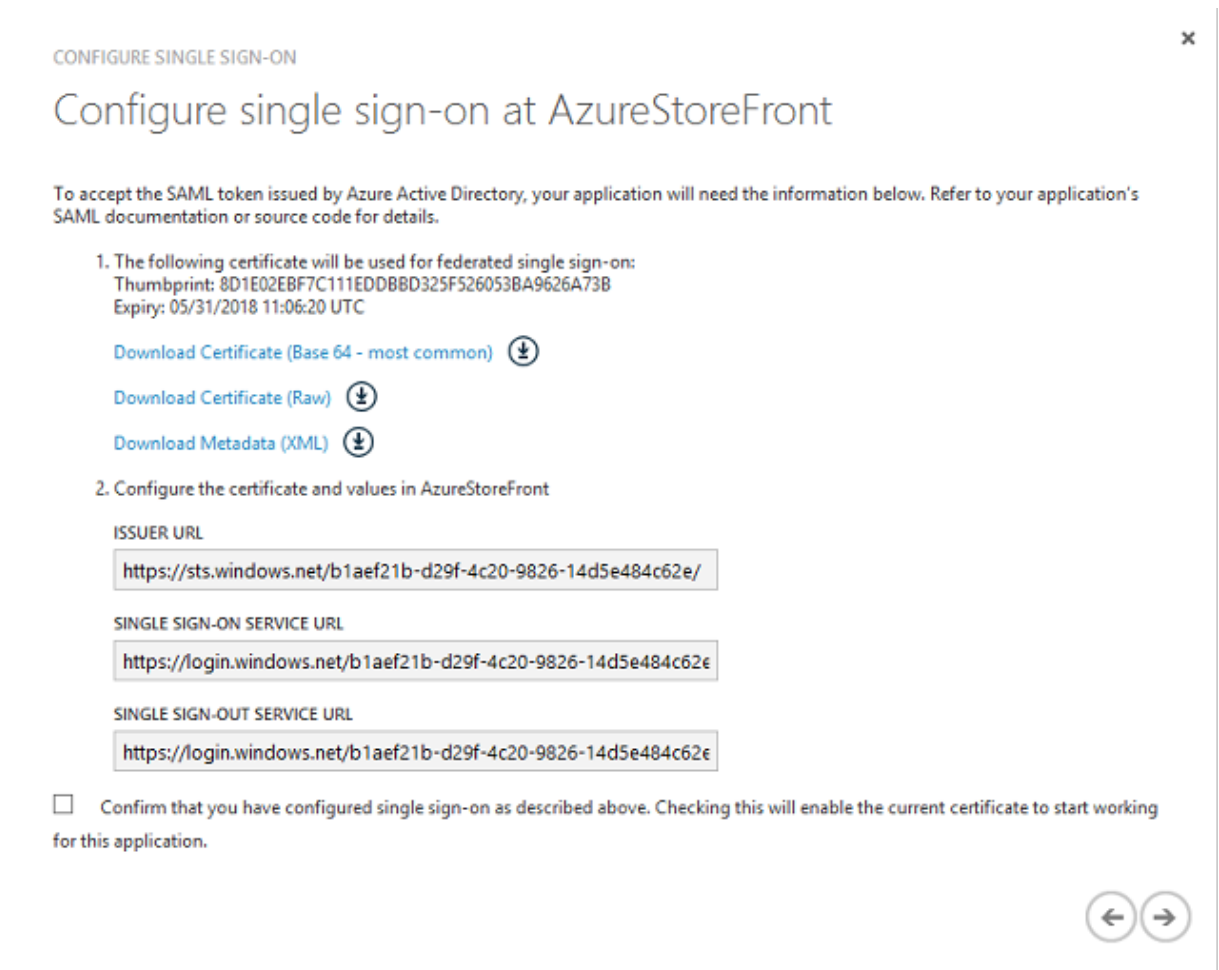 CONFIGURE SINGLE SIGN-ON
Configure single sign-on at AzureStoreFront
To accept the SAML token issued by Azure Active Directory, your application will need the information below. Refer to your application's
SAML documentation or source code for details.
1. The following certificate will be used for federated single sign-on:
Thumbprint: 8D1E02EBF7C111EDDBBD325F526053BA9626A73B
Expiry: 05/31/2018 11:06:20 UTC
Download Certificate (Base 64 - most common)
Download Certificate (Raw)
Download Metadata (XML)
2. Configure the certificate and values in AzureStoreFront
ISSUER URL
https://sts.windows.net/b1aef21b-d29f-4c20-9826-14d5e484c62e/
SINGLE SIGN-ON SERVICE URL
https://login.windows.net/b1aef21b-d29f-4c20-9826-14d5e484c62e
SINGLE SIGN-OUT SERVICE URL
https://login.windows.net/b1aef21b-d29f-4c20-9826-14d5e484c62e
Confirm that you have configured single sign-on as described above. Checking this will enable the current certificate to start working
for this application.